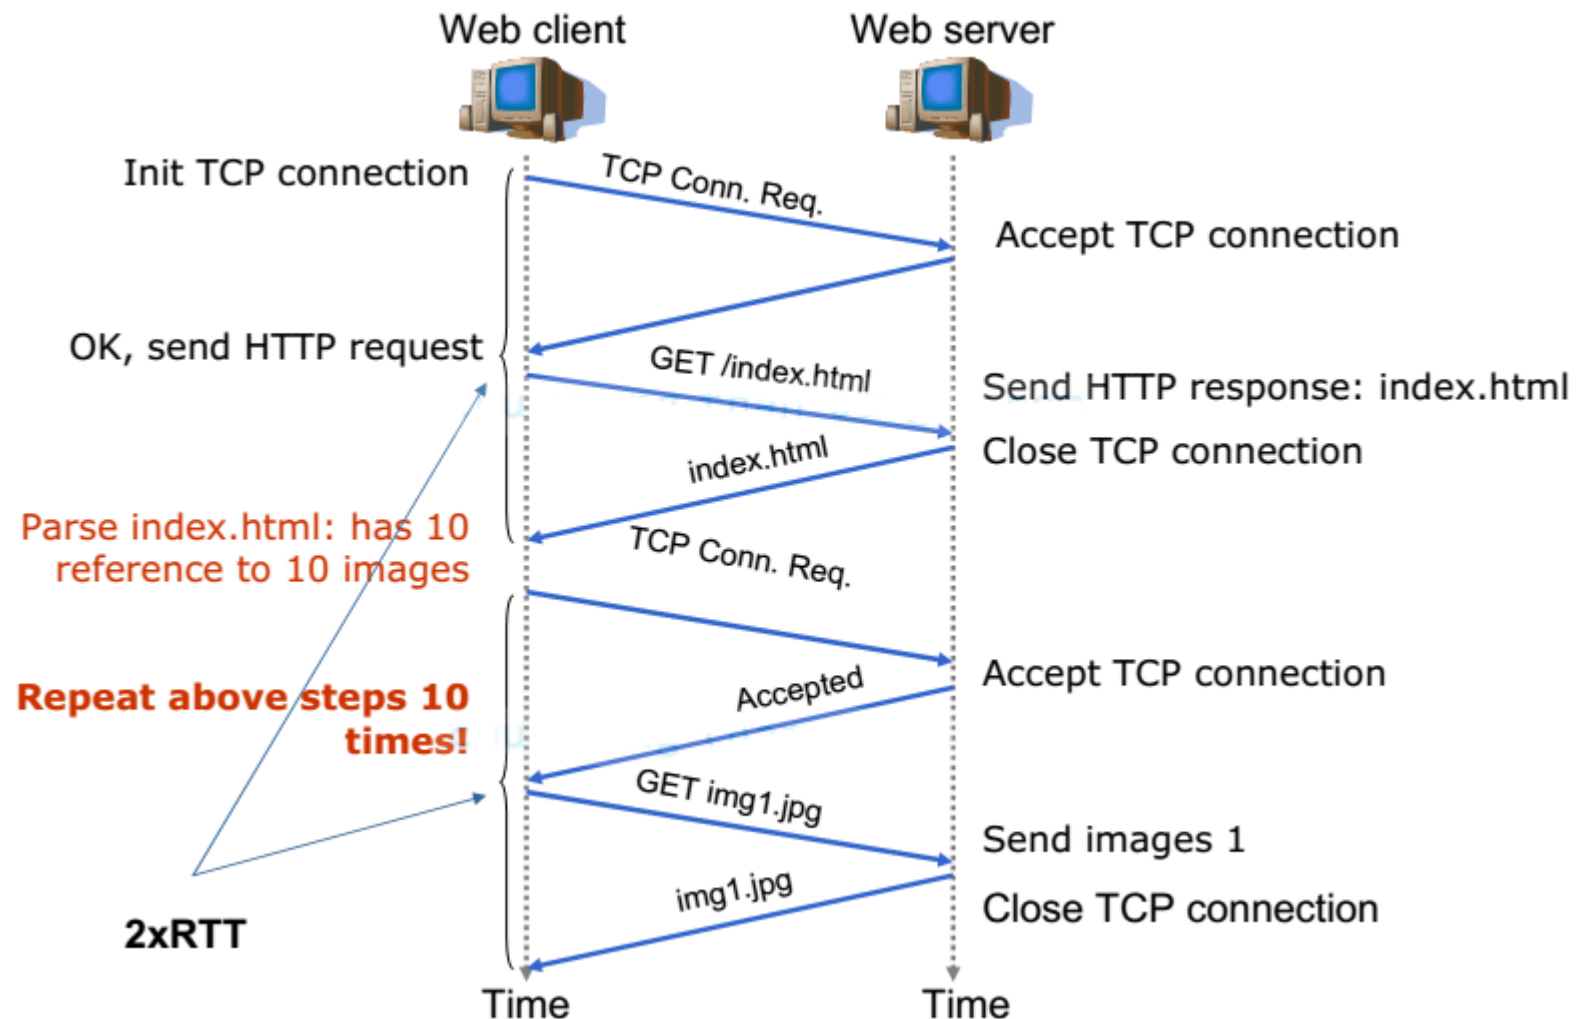 Web client
Web server
Init TCP connection
TCP Conn. Req.
Accept TCP connection
OK, send HTTP request
GET /index.html
Send HTTP response: index.html
index.html
Close TCP connection
Parse index.html: has 10
reference to 10 images
TCP Conn. Req.
Repeat above steps 10
times!
Accepted
Accept TCP connection
GET img1.jpg
Send images 1
img1.jpg
Close TCP connection
2xRTT
Time
Time